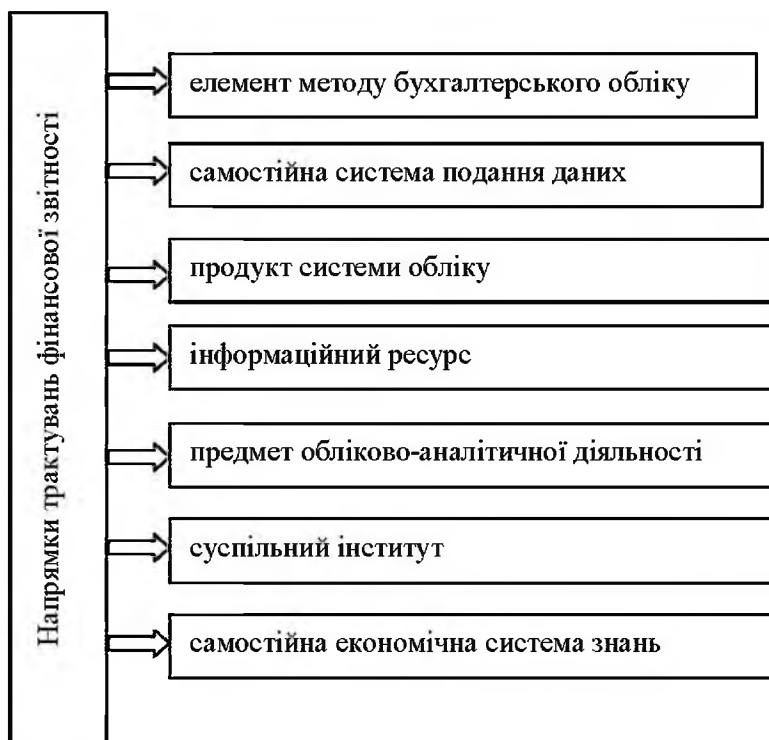 Напрямки трактувань фінансової звітності
елемент методу бухгалтерського обліку
самостійна система подання даних
продукт системи обліку
інформаційний ресурс
предмет обліково-аналітичної діяльності
суспільний інститут
самостійна економічна система знань